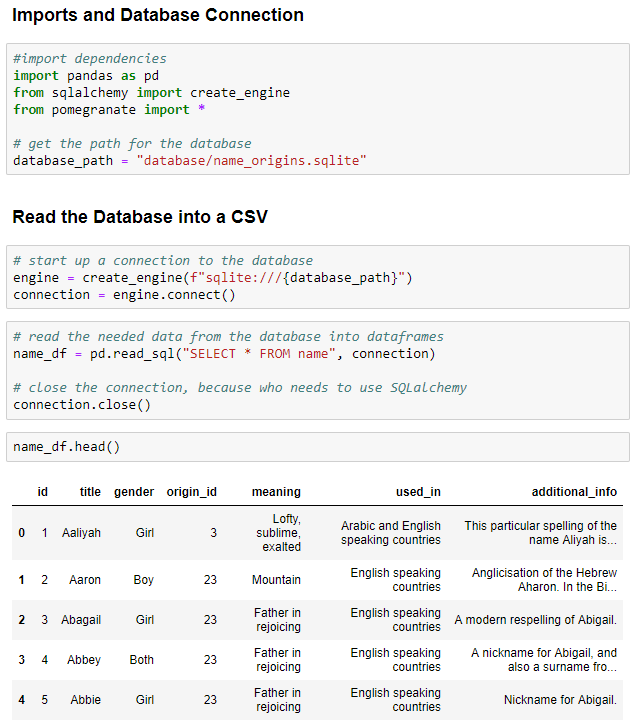 Imports and Database Connection
#import dependencies
import pandas as pd
from sqlalchemy import create_engine
from pomegranate import *
# get the path for the database
database_path = "database/name_origins.sqlite"
Read the Database into a CSV
# start up a connection to the database
engine = create_engine(f"sqlite:///{database_path}")
connection = engine.connect()
# read the needed data from the database into dataframes
name_df = pd.read_sql("SELECT * FROM name", connection)
# close the connection, because who needs to use SQLalchemy
connection.close()
name_df.head()
id title gender origin_id meaning used_in additional_info
0 1 Aaliyah Girl 3 Lofty, sublime, exalted Arabic and English speaking countries This particular spelling of the name Aliyah is...
1 2 Aaron Boy 23 Mountain English speaking countries Anglicisation of the Hebrew Aharon. In the Bi...
2 3 Abagail Girl 23 Father in rejoicing English speaking countries A modern respelling of Abigail.
3 4 Abbey Both 23 Father in rejoicing English speaking countries A nickname for Abigail, and also a surname fro...
4 5 Abbie Girl 23 Father in rejoicing English speaking countries Nickname for Abigail.